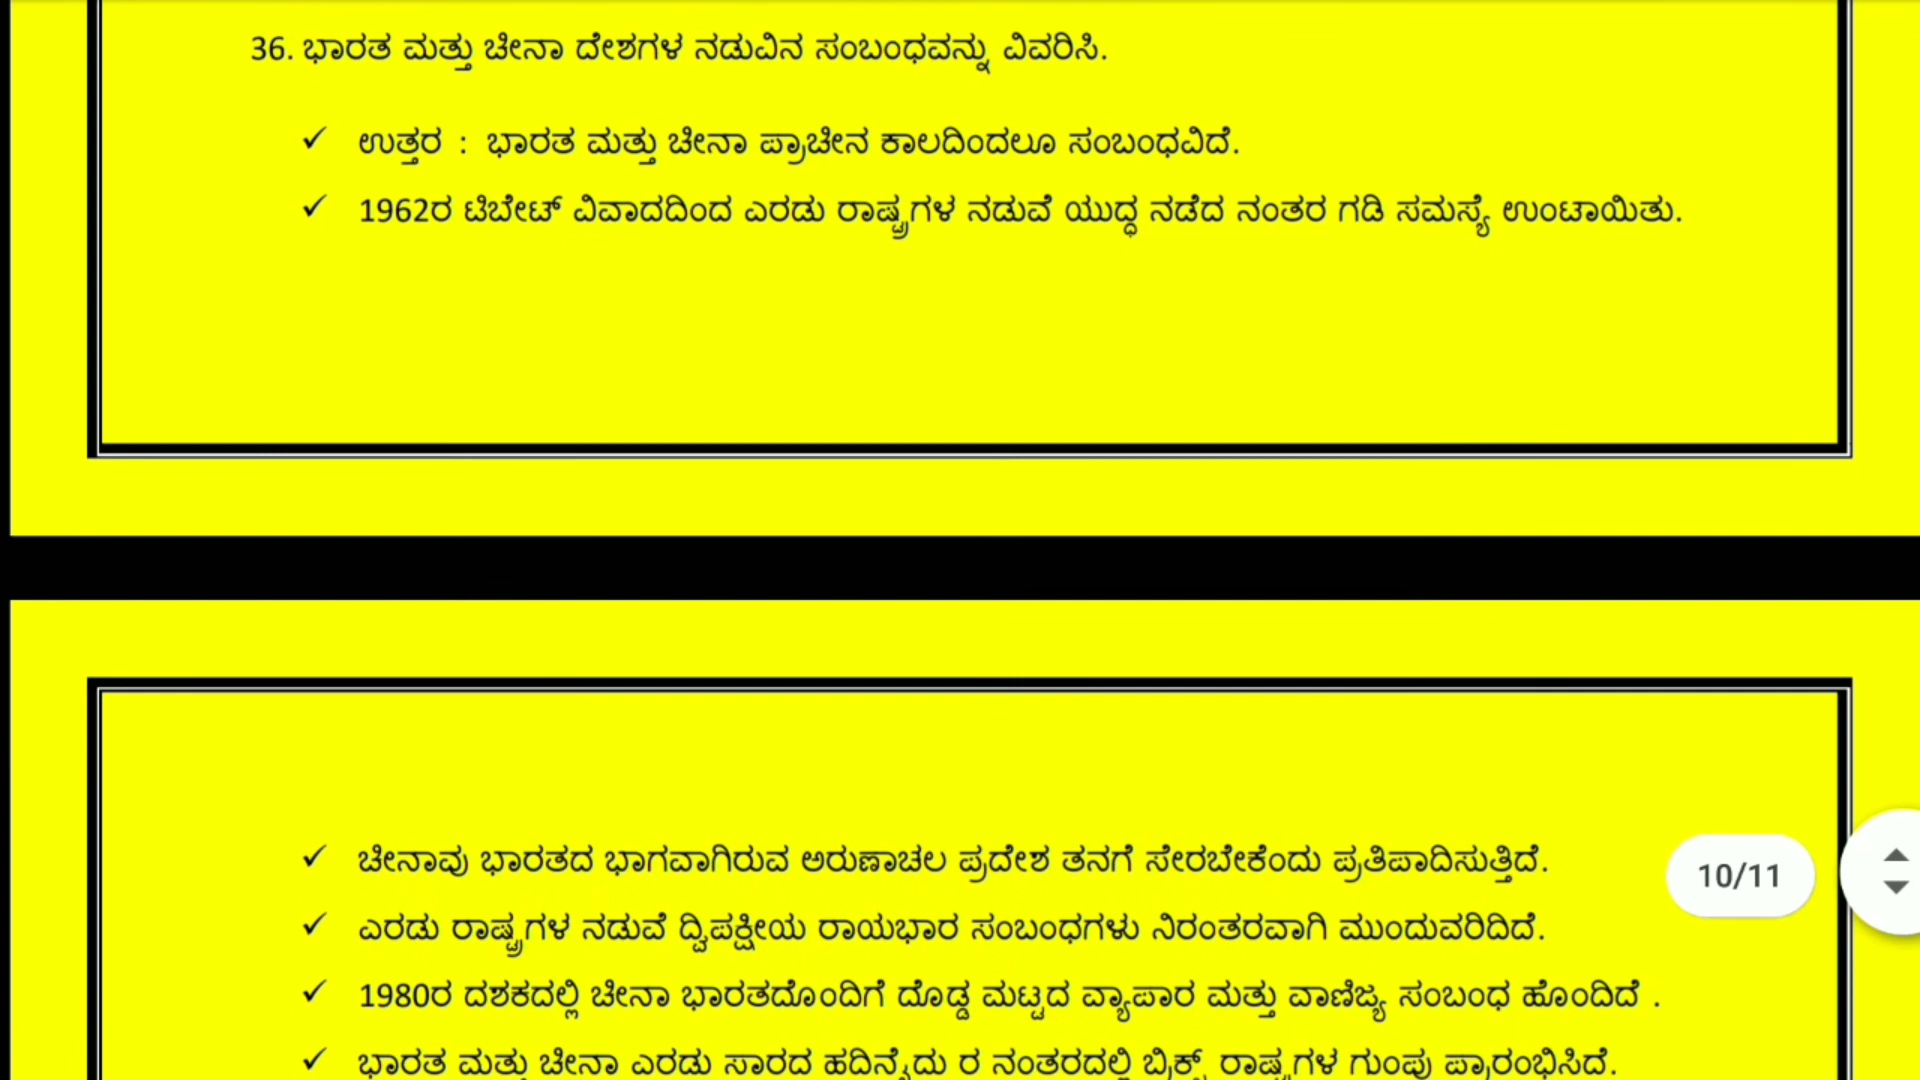 36. ಭಾರತ ಮತ್ತು ಚೀನಾ ದೇಶಗಳ ನಡುವಿನ ಸಂಬಂಧವನ್ನು ವಿವರಿಸಿ.
✓ ಉತ್ತರ : ಭಾರತ ಮತ್ತು ಚೀನಾ ಪ್ರಾಚೀನ ಕಾಲದಿಂದಲೂ ಸಂಬಂಧವಿದೆ.
✓ 1962ರ ಟಿಬೇಟ್ ವಿವಾದದಿಂದ ಎರಡು ರಾಷ್ಟ್ರಗಳ ನಡುವೆ ಯುದ್ಧ ನಡೆದ ನಂತರ ಗಡಿ ಸಮಸ್ಯೆ ಉಂಟಾಯಿತು.
✓ ಚೀನಾವು ಭಾರತದ ಭಾಗವಾಗಿರುವ ಅರುಣಾಚಲ ಪ್ರದೇಶ ತನಗೆ ಸೇರಬೇಕೆಂದು ಪ್ರತಿಪಾದಿಸುತ್ತಿದೆ.
10/11
✓ ಎರಡು ರಾಷ್ಟ್ರಗಳ ನಡುವೆ ದ್ವಿಪಕ್ಷೀಯ ರಾಯಭಾರ ಸಂಬಂಧಗಳು ನಿರಂತರವಾಗಿ ಮುಂದುವರಿದಿದೆ.
✓ 1980ರ ದಶಕದಲ್ಲಿ ಚೀನಾ ಭಾರತದೊಂದಿಗೆ ದೊಡ್ಡ ಮಟ್ಟದ ವ್ಯಾಪಾರ ಮತ್ತು ವಾಣಿಜ್ಯ ಸಂಬಂಧ ಹೊಂದಿದೆ .
✓ ಭಾರತ ಮತ್ತು ಚೀನಾ ಎರಡು ಸಾರದ ಹದಿನೈದು ರ ನಂತರದಲ್ಲಿ ಬ್ರಿಕ್ಸ್ ರಾಷ್ಟ್ರಗಳ ಗುಂಪು ಪ್ರಾರಂಭಿಸಿದೆ.